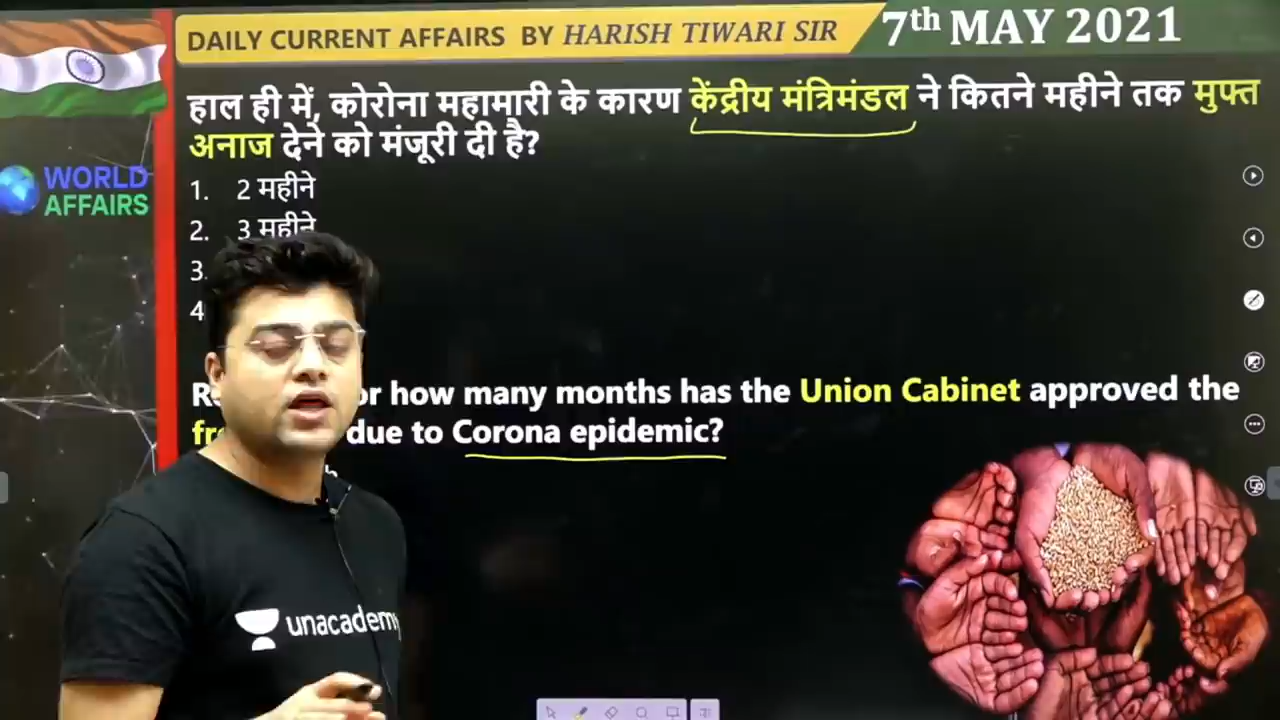 DAILY CURRENT AFFAIRS BY HARISH TIWARI SIR
7th MAY 2021
हाल ही में, कोरोना महामारी के कारण केंद्रीय मंत्रिमंडल ने कितने महीने तक मुफ्त
अनाज देने को मंजूरी दी है?
WORLD
AFFAIRS
1. 2 महीने
2. 3 महीने
3.
4
how many months has the Union Cabinet approved the
due to Corona epidemic?
unacademy